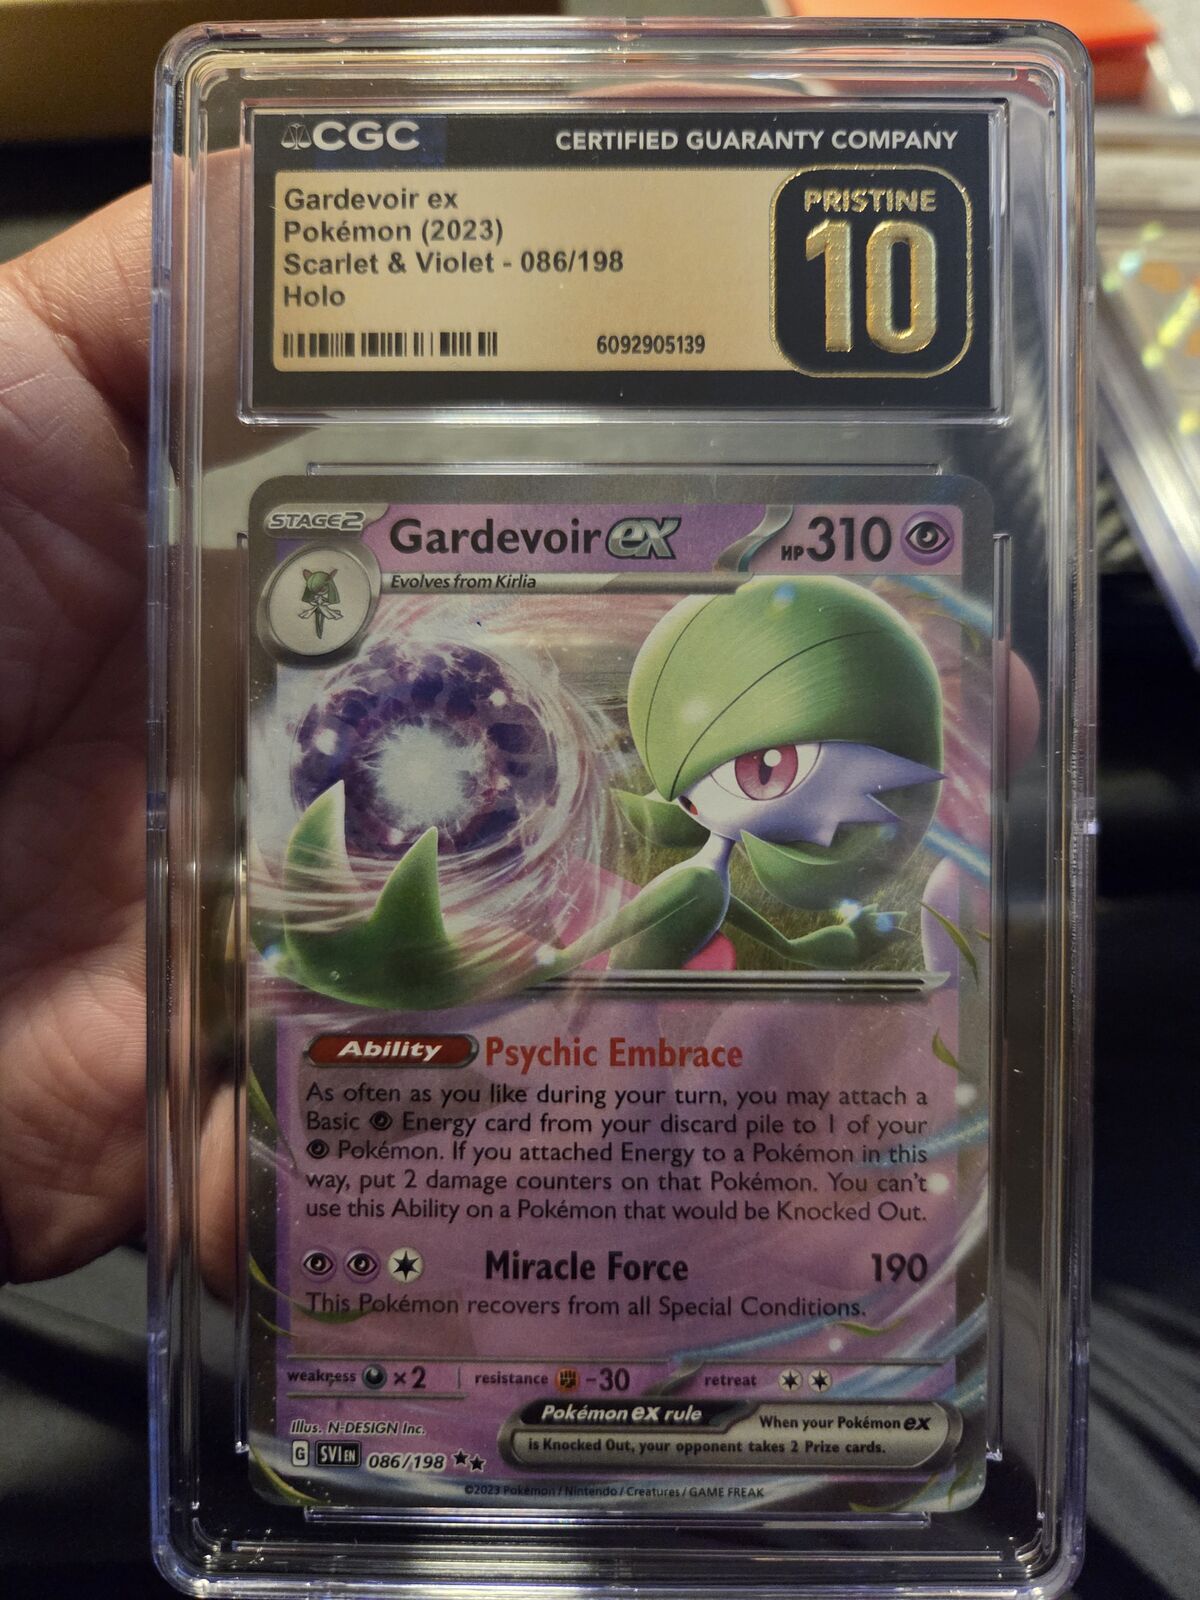 CGC CERTIFIED GUARANTY COMPANY
Gardevoir ex
Pokémon (2023)
Scarlet & Violet - 086/198
Holo
6092905139
PRISTINE
10
STAGE 2 Gardevoir ex HP 310
Evolves from Kirlia
Ability Psychic Embrace
As often as you like during your turn, you may attach a
Basic Energy card from your discard pile to 1 of your
Pokémon. If you attached Energy to a Pokémon in this
way, put 2 damage counters on that Pokémon. You can't
use this Ability on a Pokémon that would be Knocked Out.
Miracle Force 190
This Pokémon recovers from all Special Conditions.
weakness ×2 resistance -30 retreat
Illus. N-DESIGN Inc.
G SVI EN 086/198 ★★
Pokémon ex rule When your Pokémon ex
is Knocked Out, your opponent takes 2 Prize cards.
©2023 Pokémon / Nintendo / Creatures / GAME FREAK